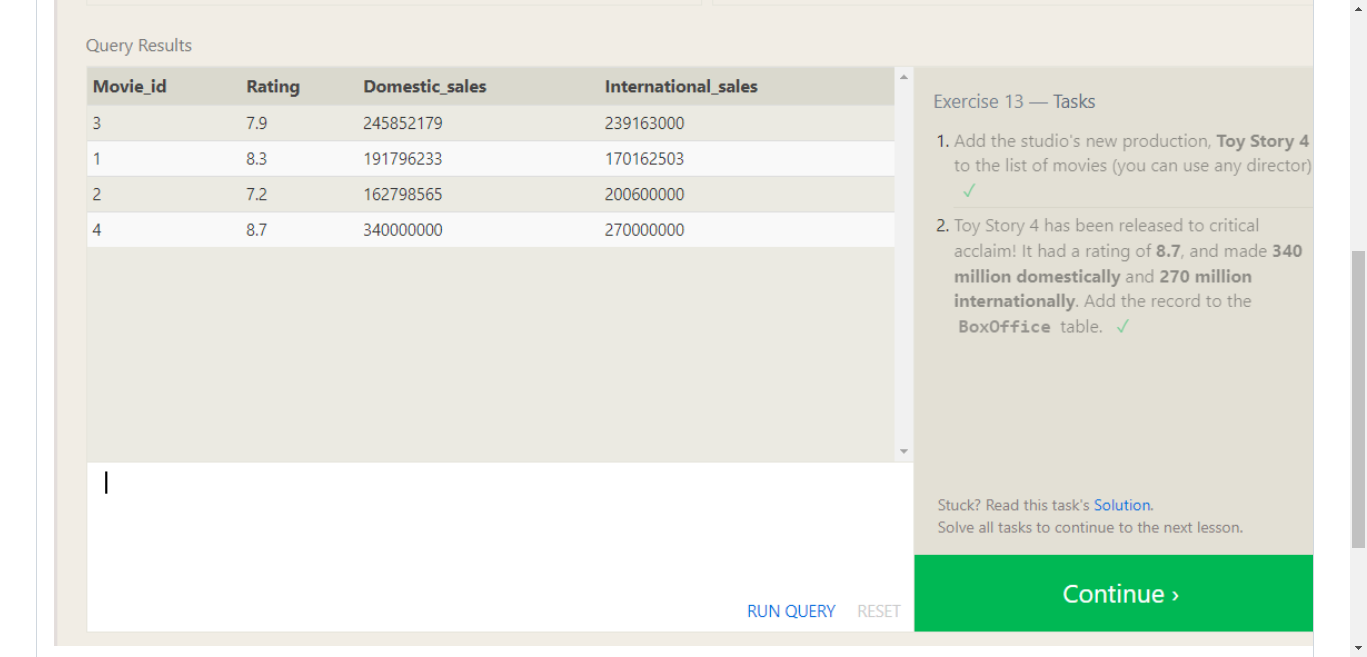 Query Results
Movie_id Rating Domestic_sales International_sales
3 7.9 245852179 239163000
1 8.3 191796233 170162503
2 7.2 162798565 200600000
4 8.7 340000000 270000000
RUN QUERY RESET
Exercise 13 — Tasks
1. Add the studio's new production, Toy Story 4
to the list of movies (you can use any director)
✓
2. Toy Story 4 has been released to critical
acclaim! It had a rating of 8.7, and made 340
million domestically and 270 million
internationally. Add the record to the
BoxOffice table. ✓
Stuck? Read this task's Solution.
Solve all tasks to continue to the next lesson.
Continue ›